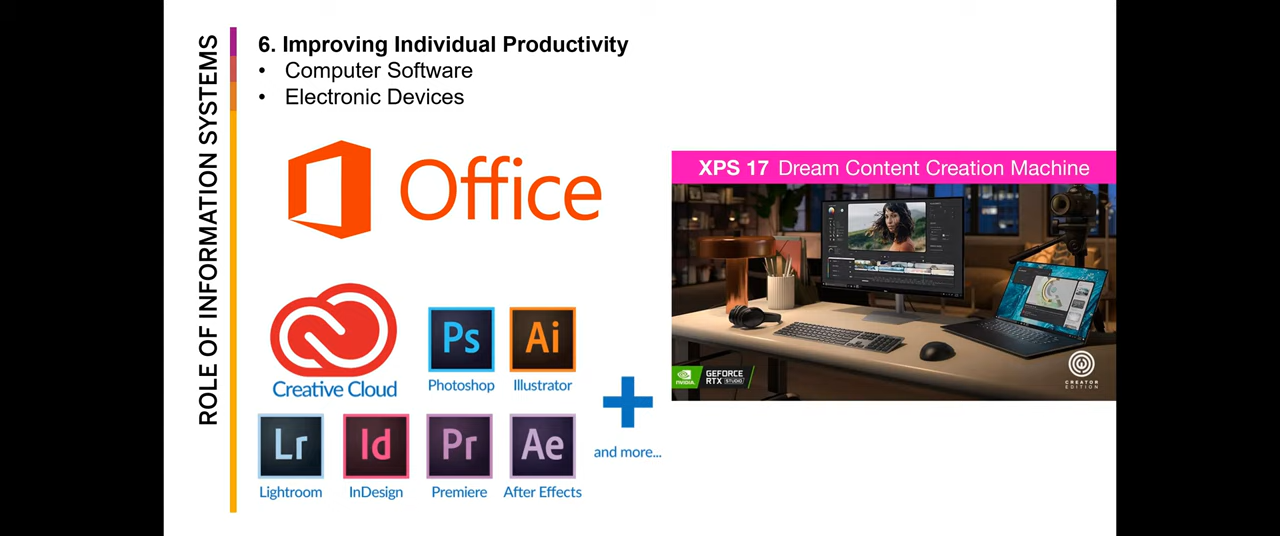 ROLE OF INFORMATION SYSTEMS
6. Improving Individual Productivity
• Computer Software
• Electronic Devices
Office
Creative Cloud
Ps
Photoshop
Ai
Illustrator
Lr
Lightroom
Id
InDesign
Pr
Premiere
Ae
After Effects
and more...
XPS 17 Dream Content Creation Machine
NVIDIA
GEFORCE
RTX STUDIO
CREATOR
EDITION